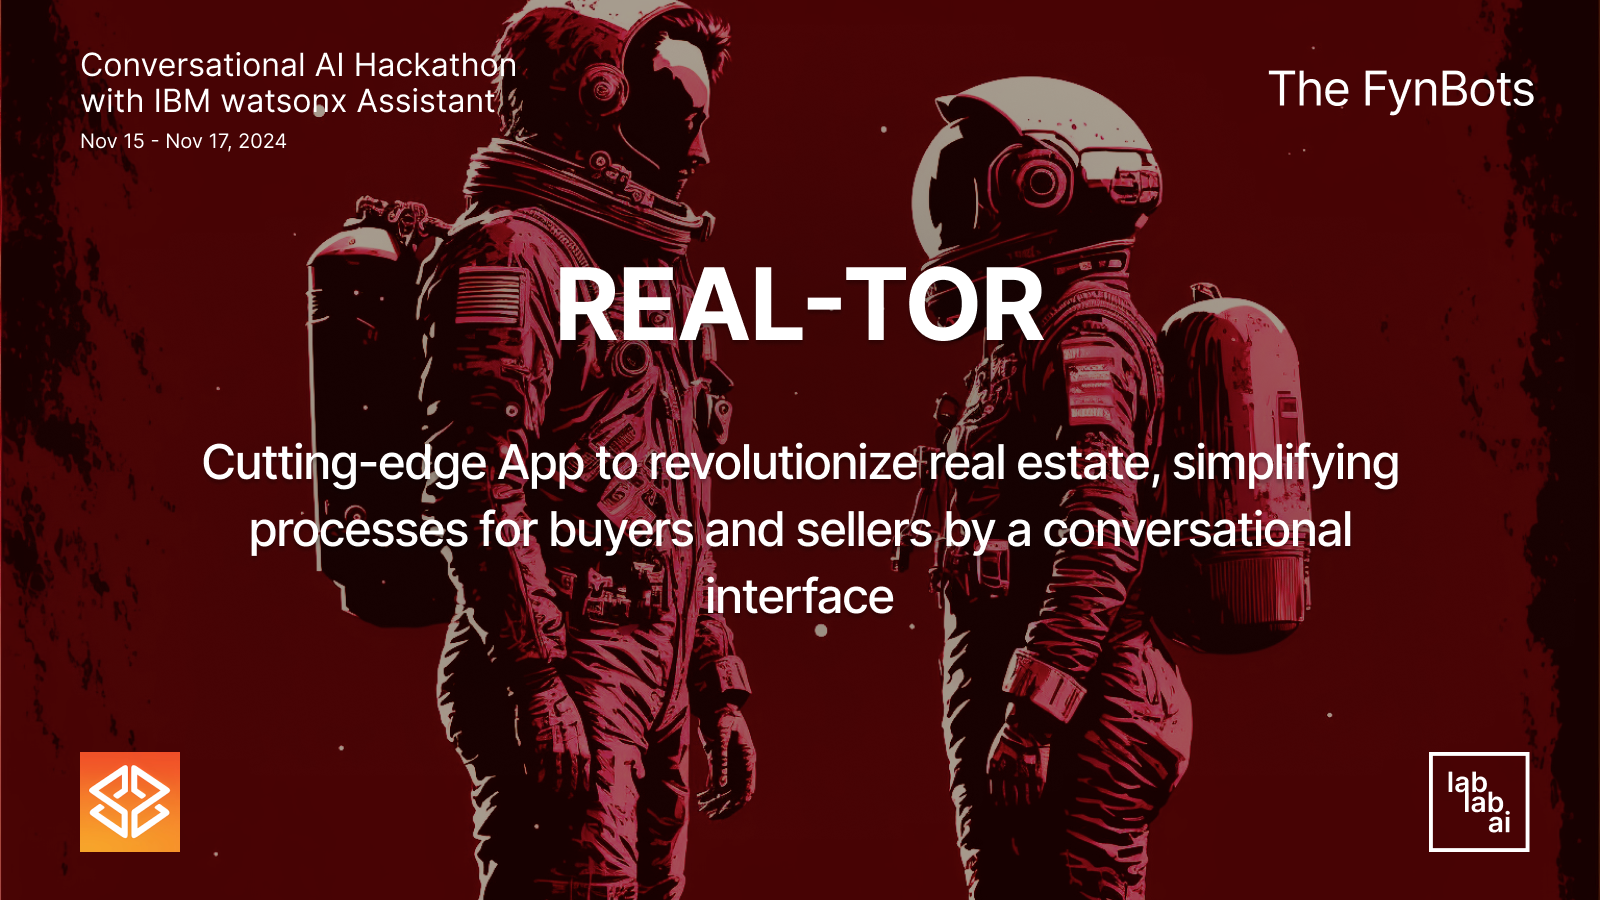 Conversational AI Hackathon
with IBM watsonx Assistant
Nov 15 - Nov 17, 2024
The FynBots
REAL-TOR
Cutting-edge App to revolutionize real estate, simplifying
processes for buyers and sellers by a conversational
interface
lab
lab
ai